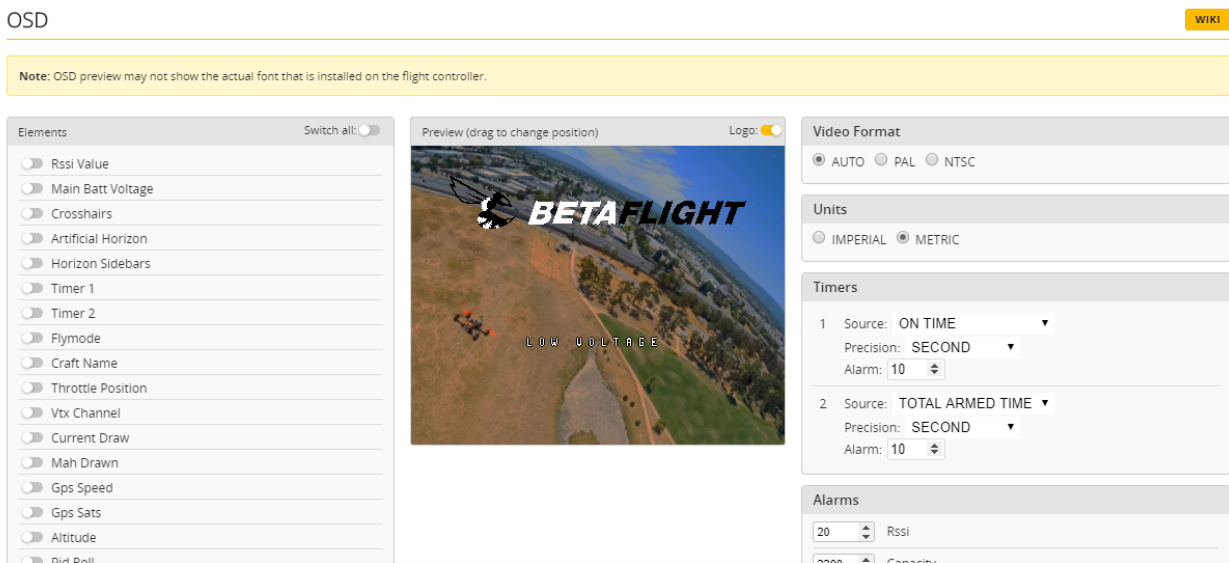 OSD
WIKI
Note: OSD preview may not show the actual font that is installed on the flight controller.
Elements
Switch all:
Rssi Value
Main Batt Voltage
Crosshairs
Artificial Horizon
Horizon Sidebars
Timer 1
Timer 2
Flymode
Craft Name
Throttle Position
Vtx Channel
Current Draw
Mah Drawn
Gps Speed
Gps Sats
Altitude
Pid Roll
Preview (drag to change position)
Logo:
BETAFLIGHT
LOW VOLTAGE
Video Format
AUTO PAL NTSC
Units
IMPERIAL METRIC
Timers
1 Source: ON TIME
Precision: SECOND
Alarm: 10
2 Source: TOTAL ARMED TIME
Precision: SECOND
Alarm: 10
Alarms
20 Rssi
2200 Capacity